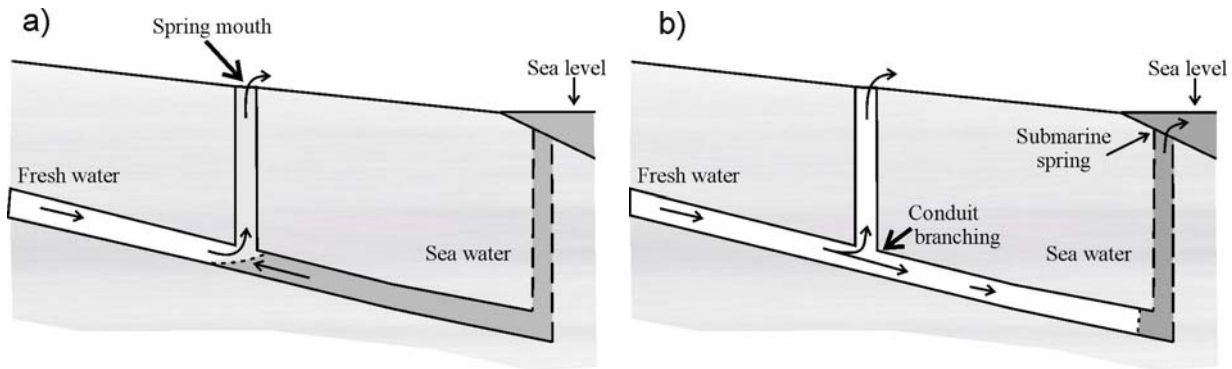 a)
Spring mouth
Sea level
Fresh water
Sea water
b)
Sea level
Submarine
spring
Fresh water
Conduit
branching
Sea water